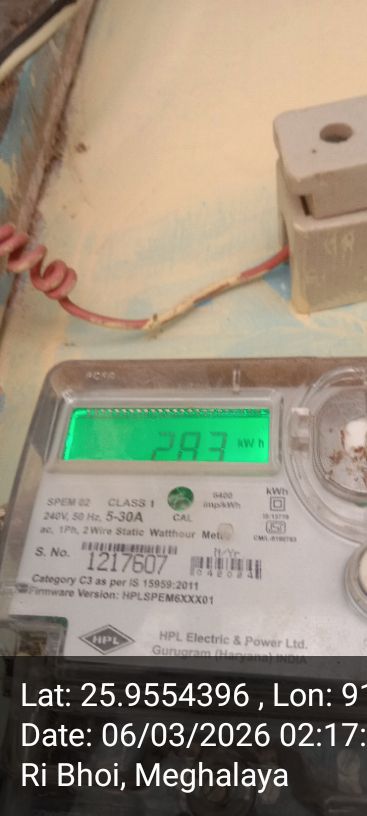 kWh
SPEM 02 CLASS 1 6400 imp/kWh kWh
240V, 50 Hz, 5-30A CAL
ac, 1Ph, 2 Wire Static Watthour
S. No. M/Yr.
1217607
Category C3 as per IS 15959:2011
Firmware Version: HPLSPEM6XXX01
HPL HPL Electric & Power Ltd.
Gurugram (Haryana) INDIA
Lat: 25.9554396 , Lon: 91
Date: 06/03/2026 02:17:
Ri Bhoi, Meghalaya